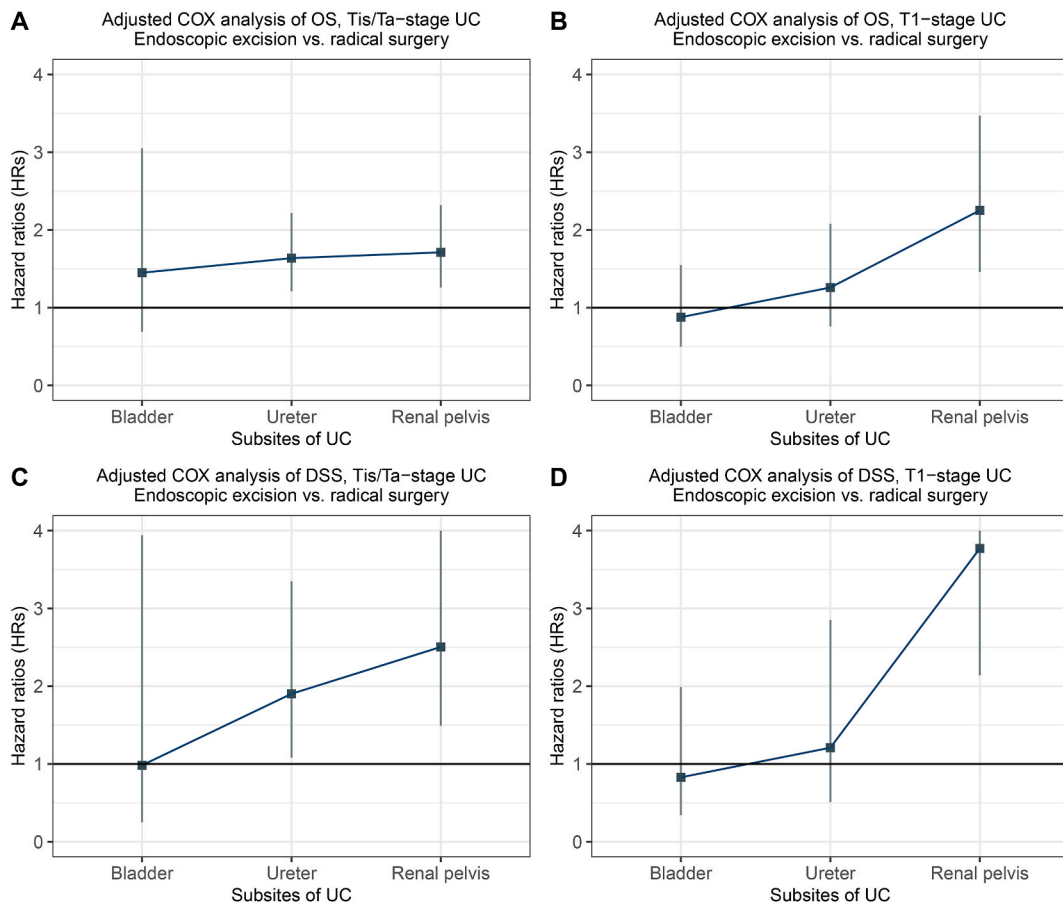 A
Adjusted COX analysis of OS, Tis/Ta−stage UC
Endoscopic excision vs. radical surgery
Hazard ratios (HRs)
4
3
2
1
0
Bladder
Ureter
Renal pelvis
Subsites of UC
B
Adjusted COX analysis of OS, T1−stage UC
Endoscopic excision vs. radical surgery
Hazard ratios (HRs)
4
3
2
1
0
Bladder
Ureter
Renal pelvis
Subsites of UC
C
Adjusted COX analysis of DSS, Tis/Ta−stage UC
Endoscopic excision vs. radical surgery
Hazard ratios (HRs)
4
3
2
1
0
Bladder
Ureter
Renal pelvis
Subsites of UC
D
Adjusted COX analysis of DSS, T1−stage UC
Endoscopic excision vs. radical surgery
Hazard ratios (HRs)
4
3
2
1
0
Bladder
Ureter
Renal pelvis
Subsites of UC